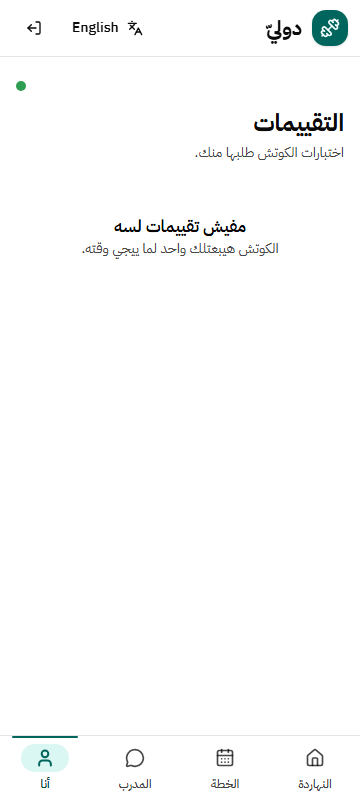 دوليّ
English
التقييمات
اختبارات الكوتش طلبها منك.
مفيش تقييمات لسه
الكوتش هيبعتلك واحد لما ييجي وقته.
النهاردة
الخطة
المدرب
أنا